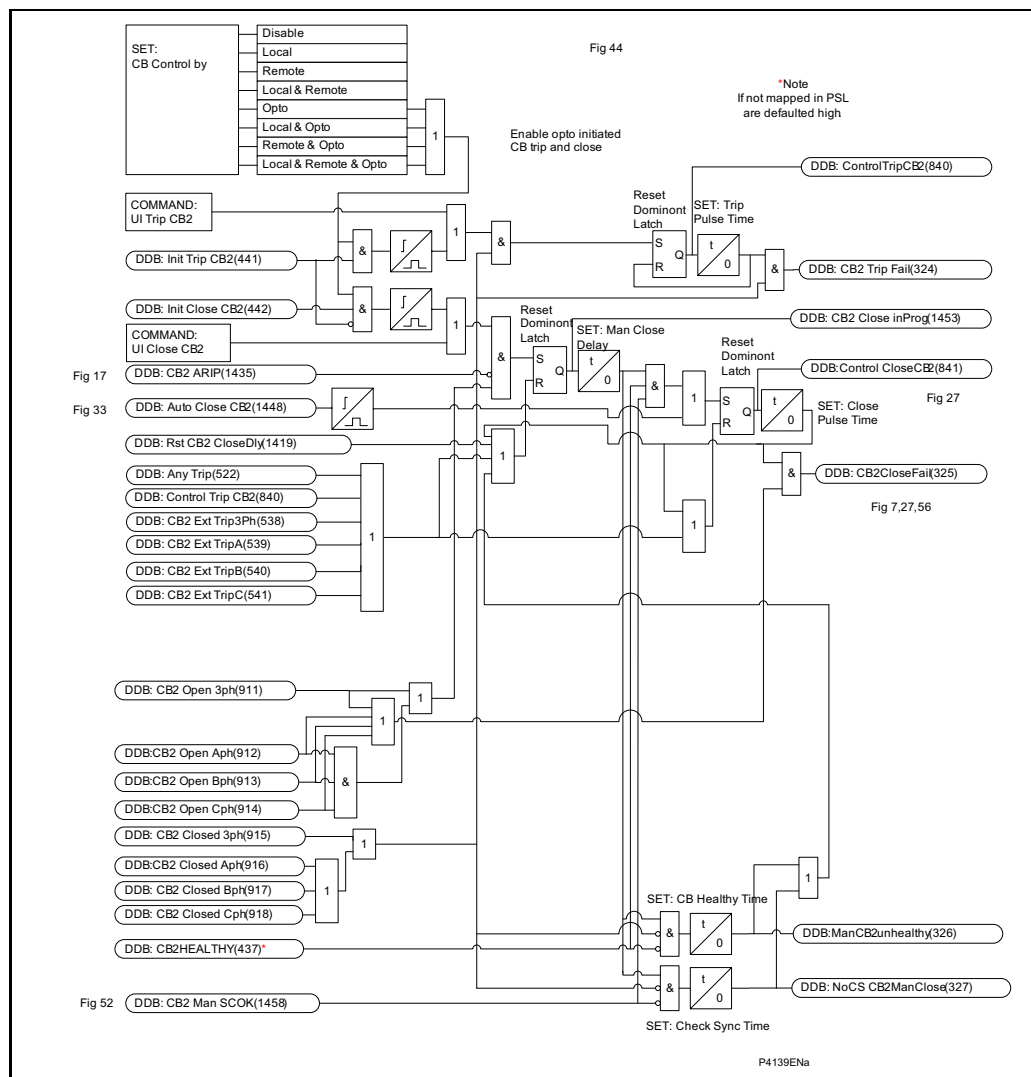 SET:
CB Control by
Disable
Local
Remote
Local & Remote
Opto
Local & Opto
Remote & Opto
Local & Remote & Opto
1
Fig 44
*Note
If not mapped in PSL
are defaulted high
Enable opto initiated
CB trip and close
DDB: ControlTripCB2(840)
COMMAND:
UI Trip CB2
1
&
Reset
Dominont
Latch
S
R
Q
SET: Trip
Pulse Time
t
0
&
DDB: CB2 Trip Fail(324)
DDB: Init Trip CB2(441)
&
DDB: Init Close CB2(442)
&
1
COMMAND:
UI Close CB2
&
Reset
Dominont
Latch
S
R
Q
SET: Man Close
Delay
t
0
DDB: CB2 Close inProg(1453)
Fig 17
DDB: CB2 ARIP(1435)
&
1
Reset
Dominont
Latch
S
R
Q
t
0
SET: Close
Pulse Time
DDB:Control CloseCB2(841)
Fig 27
Fig 33
DDB: Auto Close CB2(1448)
DDB: Rst CB2 CloseDly(1419)
1
&
DDB: CB2CloseFail(325)
Fig 7,27,56
DDB: Any Trip(522)
DDB: Control Trip CB2(840)
DDB: CB2 Ext Trip3Ph(538)
DDB: CB2 Ext TripA(539)
DDB: CB2 Ext TripB(540)
DDB: CB2 Ext TripC(541)
1
1
DDB: CB2 Open 3ph(911)
1
1
DDB:CB2 Open Aph(912)
DDB:CB2 Open Bph(913)
DDB:CB2 Open Cph(914)
&
DDB: CB2 Closed 3ph(915)
1
DDB:CB2 Closed Aph(916)
DDB: CB2 Closed Bph(917)
DDB: CB2 Closed Cph(918)
1
1
SET: CB Healthy Time
DDB: CB2HEALTHY(437)*
&
t
0
DDB:ManCB2unhealthy(326)
Fig 52
DDB: CB2 Man SCOK(1458)
&
t
0
DDB: NoCS CB2ManClose(327)
SET: Check Sync Time
P4139ENa